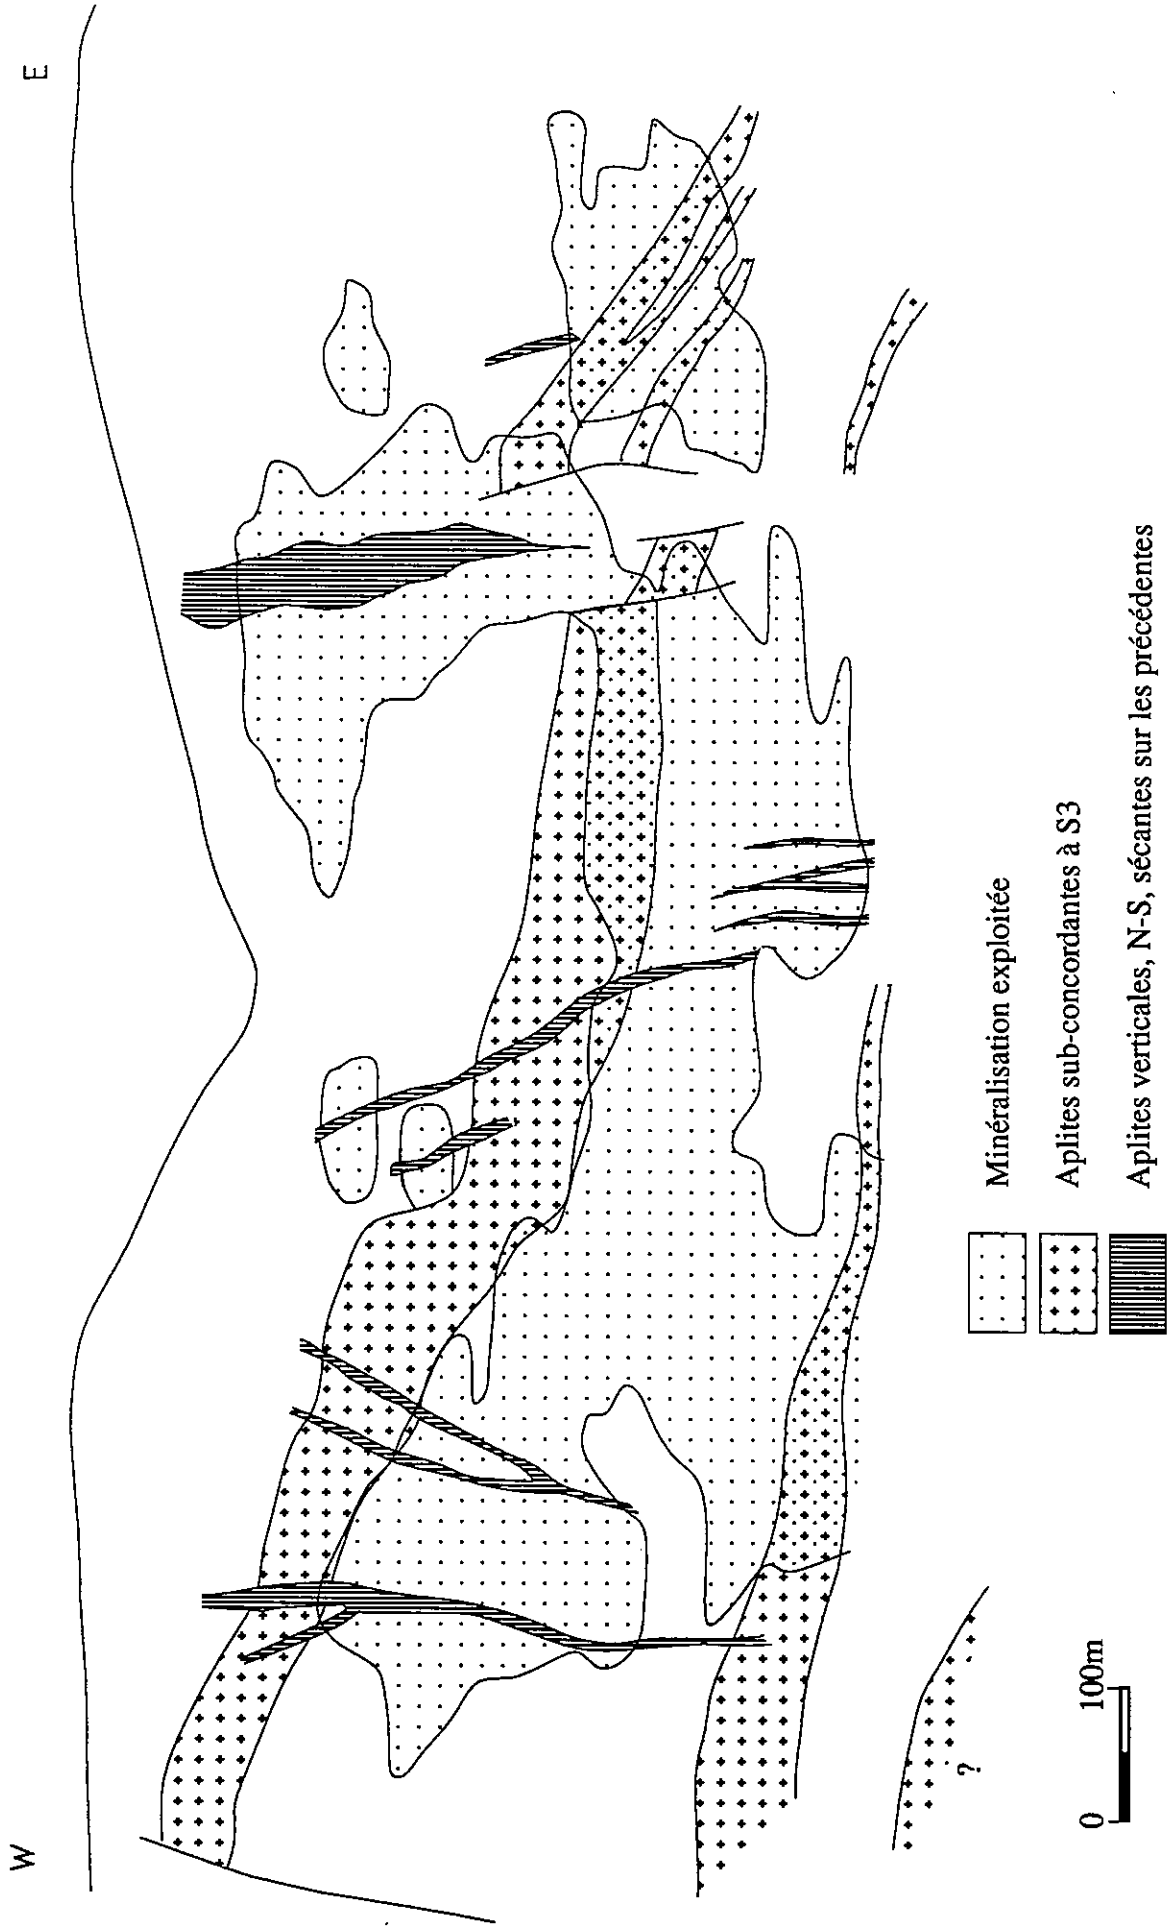 W
E
?
0 100m
Minéralisation exploitée
Aplites sub-concordantes à S3
Aplites verticales, N-S, sécantes sur les précédentes